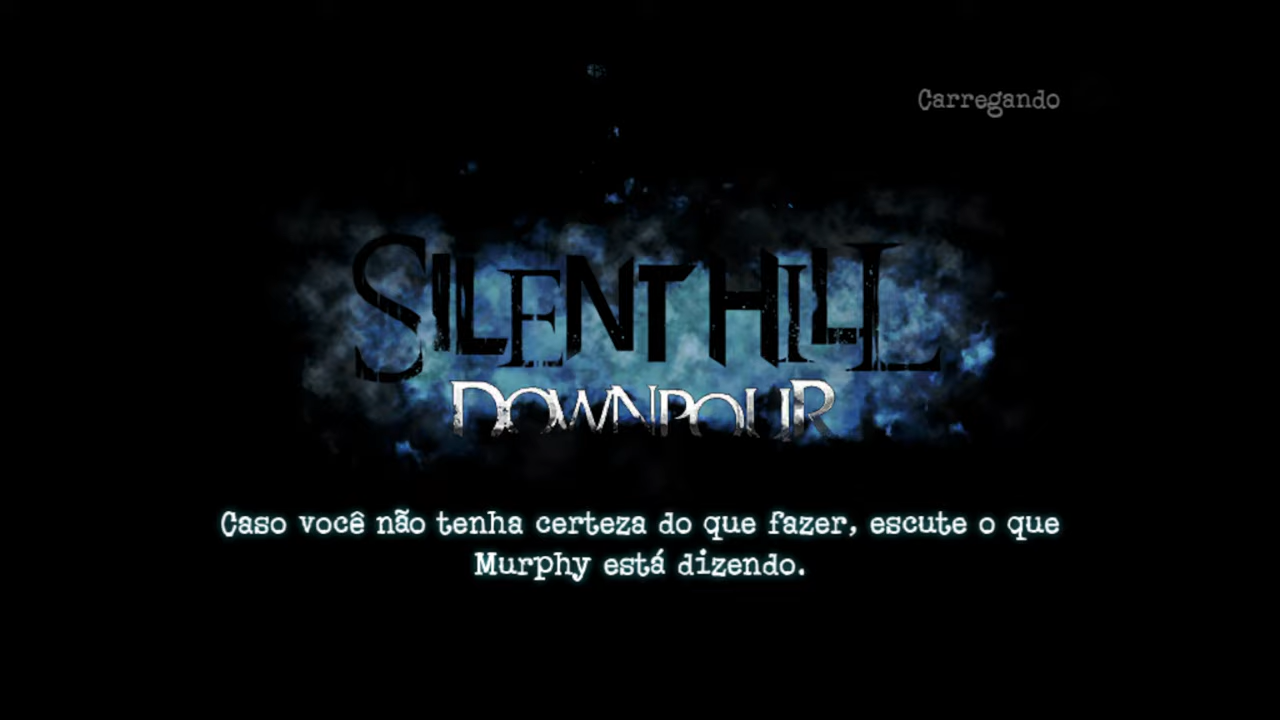 Carregando
SILENT HILL
DOWNPOUR
Caso você não tenha certeza do que fazer, escute o que
Murphy está dizendo.